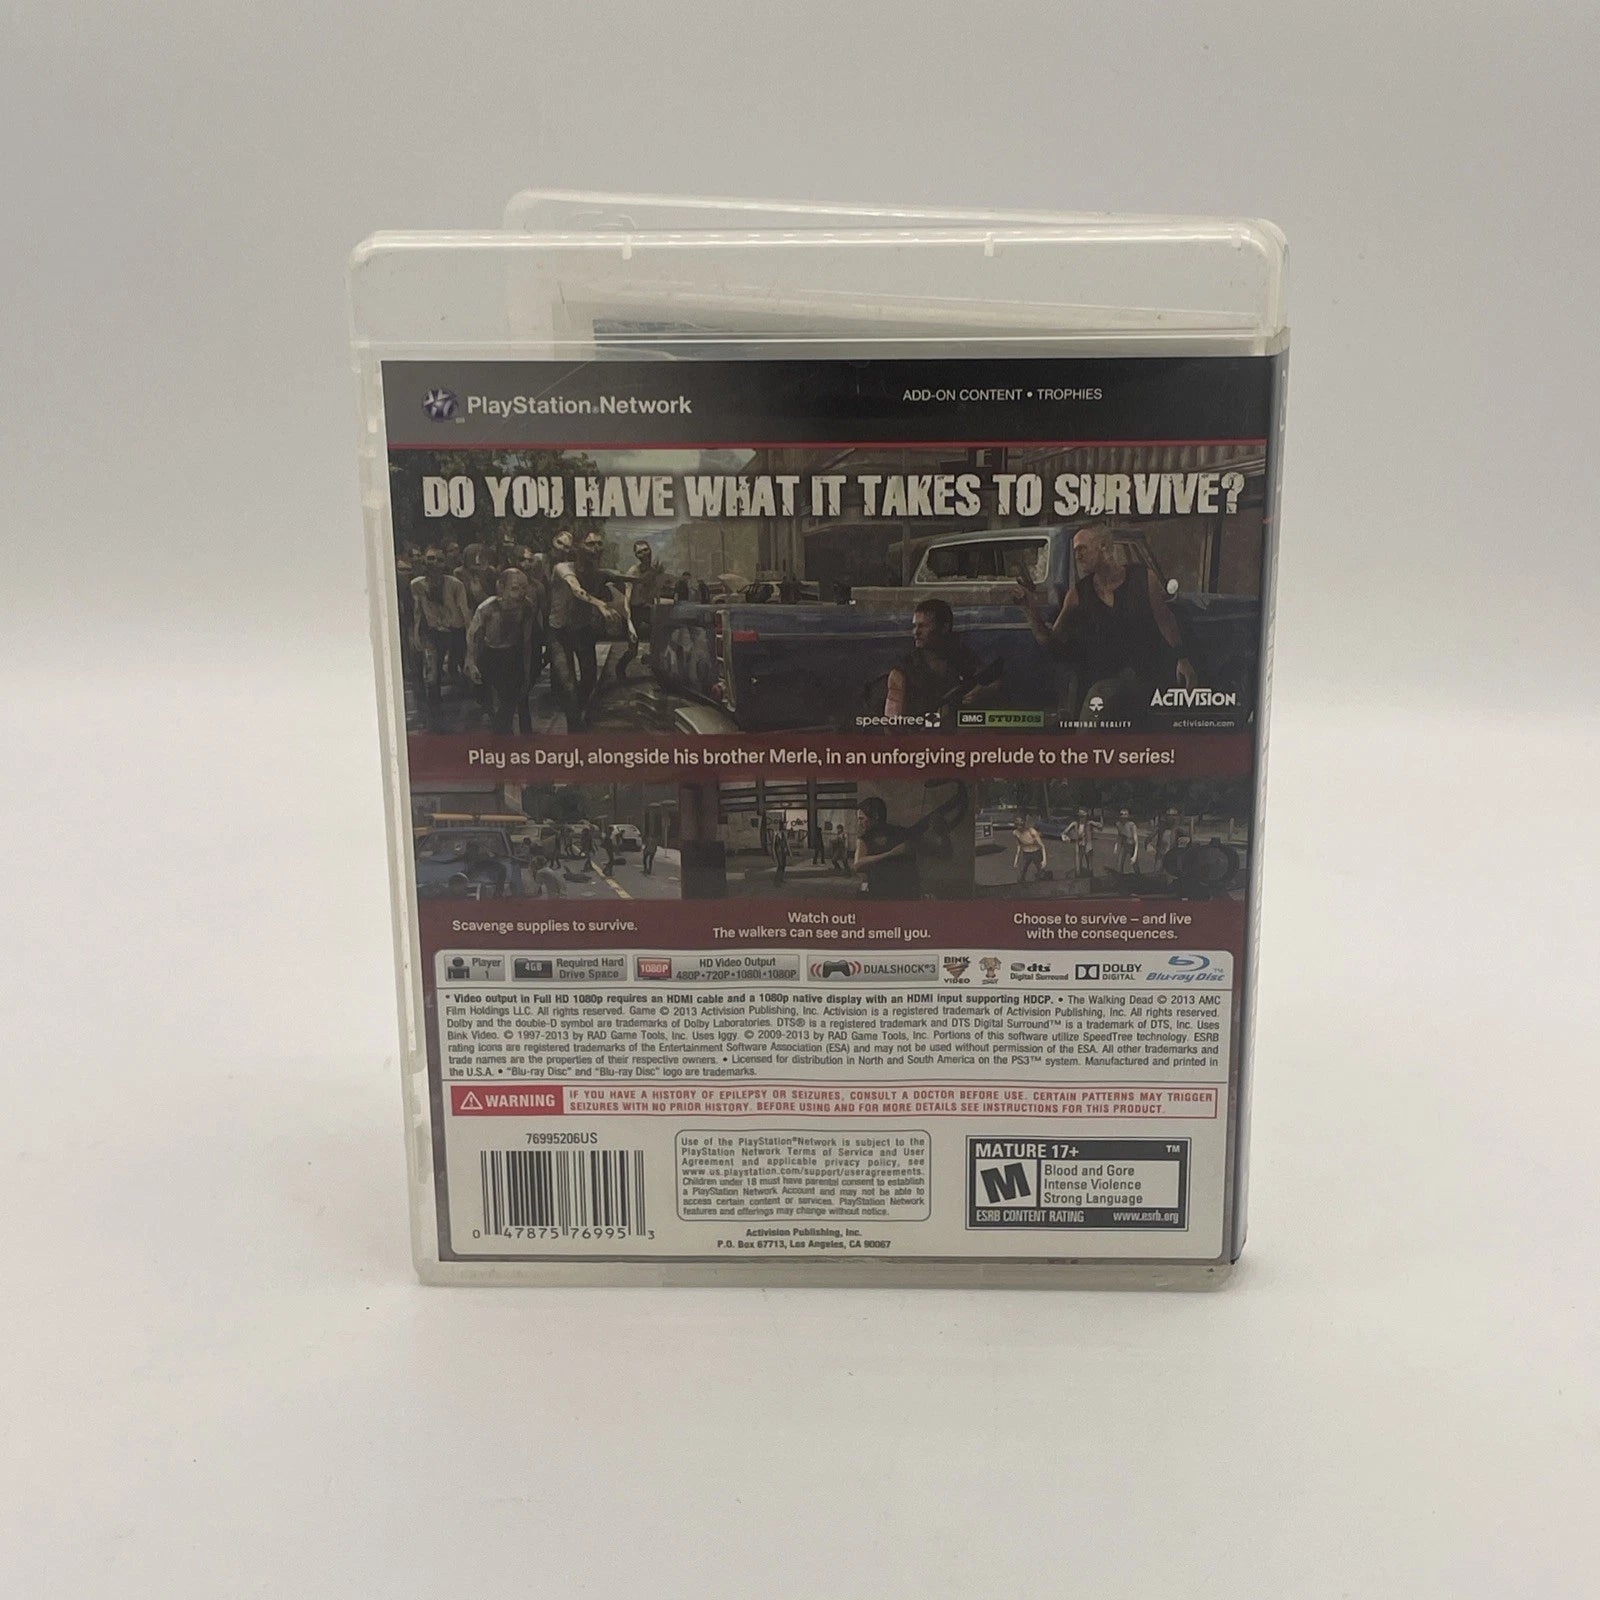 PlayStation®Network
ADD-ON CONTENT • TROPHIES
DO YOU HAVE WHAT IT TAKES TO SURVIVE?
speedtree
amc STUDIOS
TERMINAL REALITY
ACTIVISION
activision.com
Play as Daryl, alongside his brother Merle, in an unforgiving prelude to the TV series!
Scavenge supplies to survive.
Watch out!
The walkers can see and smell you.
Choose to survive – and live
with the consequences.
Player
1
4GB
Required Hard
Drive Space
1080P
HD Video Output
480P•720P•1080i•1080P
DUALSHOCK®3
BINK
VIDEO
dts
Digital Surround
DOLBY
DIGITAL
Blu-ray Disc™
* Video output in Full HD 1080p requires an HDMI cable and a 1080p native display with an HDMI input supporting HDCP. • The Walking Dead © 2013 AMC
Film Holdings LLC. All rights reserved. Game © 2013 Activision Publishing, Inc. Activision is a registered trademark of Activision Publishing, Inc. All rights reserved.
Dolby and the double-D symbol are trademarks of Dolby Laboratories. DTS® is a registered trademark and DTS Digital Surround™ is a trademark of DTS, Inc. Uses
Bink Video. © 1997-2013 by RAD Game Tools, Inc. Uses Iggy. © 2009-2013 by RAD Game Tools, Inc. Portions of this software utilize SpeedTree technology. ESRB
rating icons are registered trademarks of the Entertainment Software Association (ESA) and may not be used without permission of the ESA. All other trademarks and
trade names are the properties of their respective owners. • Licensed for distribution in North and South America on the PS3™ system. Manufactured and printed in
the U.S.A. • "Blu-ray Disc" and "Blu-ray Disc" logo are trademarks.
WARNING
IF YOU HAVE A HISTORY OF EPILEPSY OR SEIZURES, CONSULT A DOCTOR BEFORE USE. CERTAIN PATTERNS MAY TRIGGER
SEIZURES WITH NO PRIOR HISTORY. BEFORE USING AND FOR MORE DETAILS SEE INSTRUCTIONS FOR THIS PRODUCT.
76995206US
0 47875 76995 3
Use of the PlayStation®Network is subject to the
PlayStation Network Terms of Service and User
Agreement and applicable privacy policy, see
www.us.playstation.com/support/useragreements.
Children under 18 must have parental consent to establish
a PlayStation Network Account and may not be able to
access certain content or services. PlayStation Network
features and offerings may change without notice.
Activision Publishing, Inc.
P.O. Box 67713, Los Angeles, CA 90067
MATURE 17+
TM
M
Blood and Gore
Intense Violence
Strong Language
ESRB CONTENT RATING
www.esrb.org